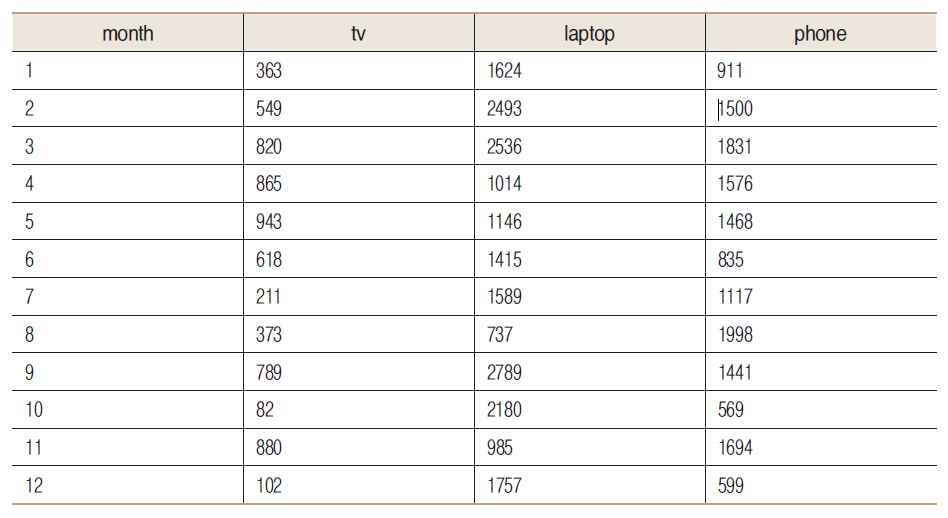 month tv laptop phone
1 363 1624 911
2 549 2493 1500
3 820 2536 1831
4 865 1014 1576
5 943 1146 1468
6 618 1415 835
7 211 1589 1117
8 373 737 1998
9 789 2789 1441
10 82 2180 569
11 880 985 1694
12 102 1757 599